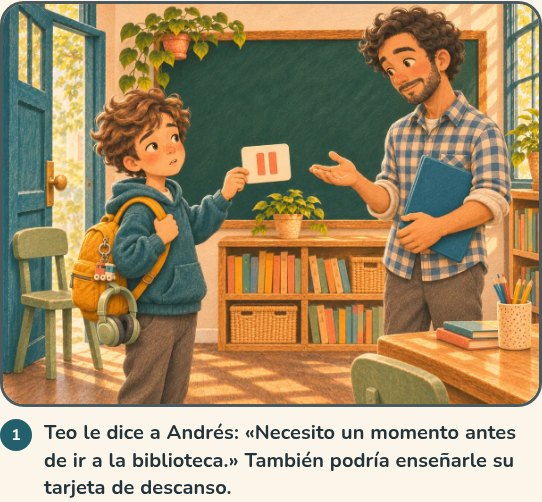 1 Teo le dice a Andrés: «Necesito un momento antes
de ir a la biblioteca.» También podría enseñarle su
tarjeta de descanso.